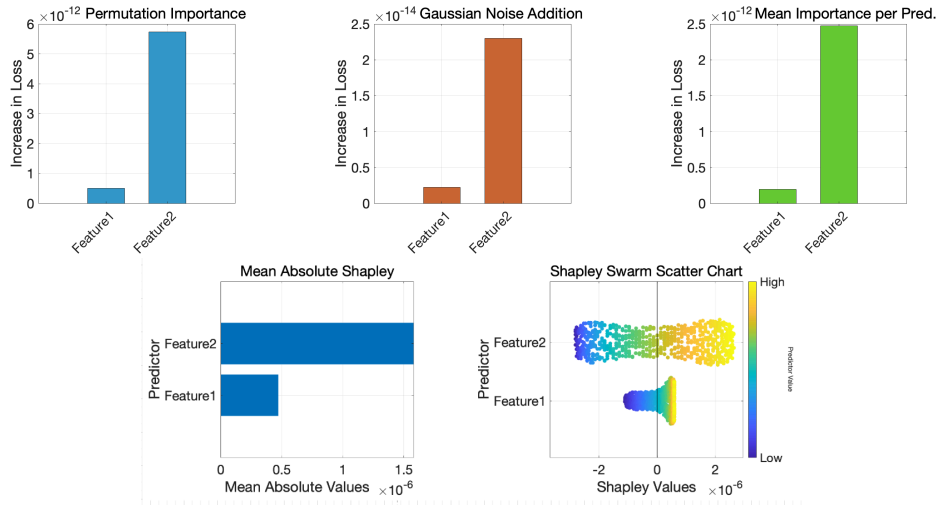 ×10^-12 Permutation Importance
6
5
4
3
2
1
0
Increase in Loss
Feature1
Feature2
×10^-14 Gaussian Noise Addition
2.5
2
1.5
1
0.5
0
Increase in Loss
Feature1
Feature2
×10^-12 Mean Importance per Pred.
2.5
2
1.5
1
0.5
0
Increase in Loss
Feature1
Feature2
Mean Absolute Shapley
Predictor
Feature2
Feature1
0 0.5 1 1.5
Mean Absolute Values ×10^-6
Shapley Swarm Scatter Chart
Predictor
Feature2
Feature1
-2 0 2
Shapley Values ×10^-6
High
Predictor Value
Low